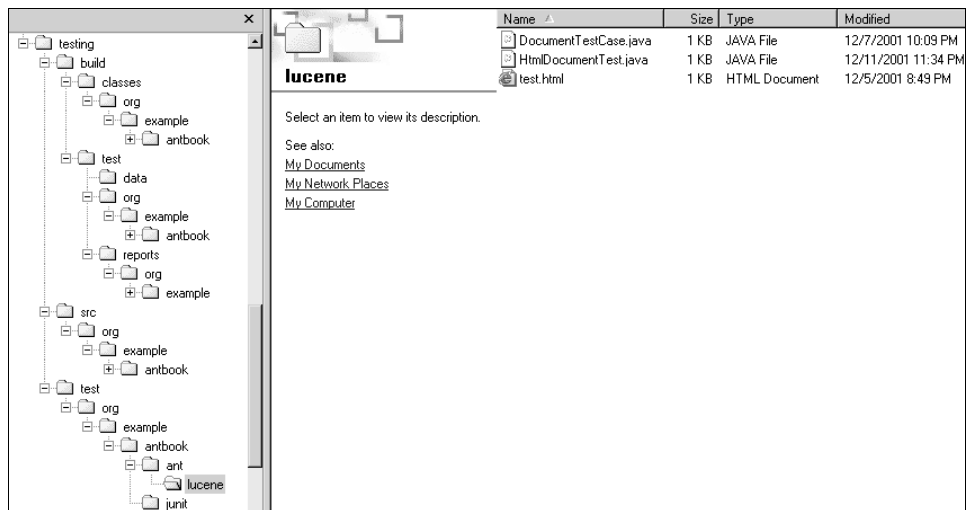 ×
testing
build
classes
org
example
antbook
test
data
org
example
antbook
reports
org
example
src
org
example
antbook
test
org
example
antbook
ant
lucene
junit
lucene
Select an item to view its description.
See also:
My Documents
My Network Places
My Computer
Name Size Type Modified
DocumentTestCase.java 1 KB JAVA File 12/7/2001 10:09 PM
HtmlDocumentTest.java 1 KB JAVA File 12/11/2001 11:34 PM
test.html 1 KB HTML Document 12/5/2001 8:49 PM